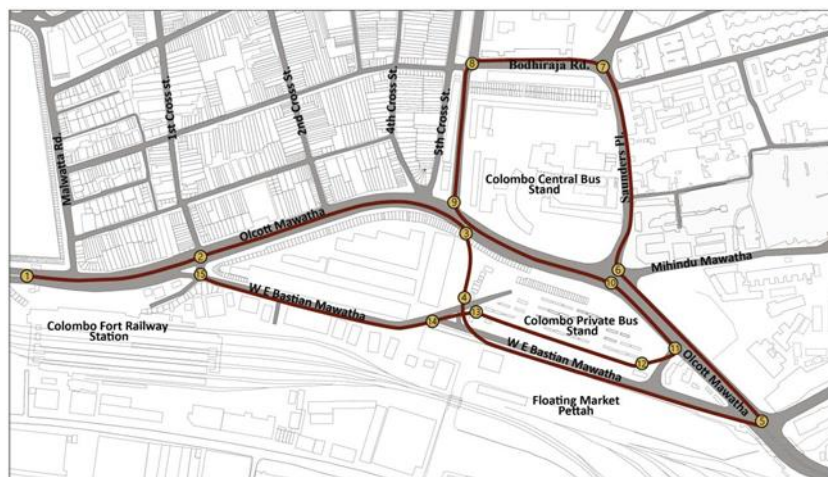 8
Bodhiraja Rd.
7
Malwatta Rd.
1st Cross st.
2nd Cross St.
4th Cross St.
5th Cross St.
Saunders Pl.
Colombo Central Bus
Stand
9
Olcott Mawatha
3
2
1
15
6
Mihindu Mawatha
10
W E Bastian Mawatha
4
13
14
Colombo Fort Railway
Station
Colombo Private Bus
Stand
11
12
W E Bastian Mawatha
Olcott Mawatha
Floating Market
Pettah
5